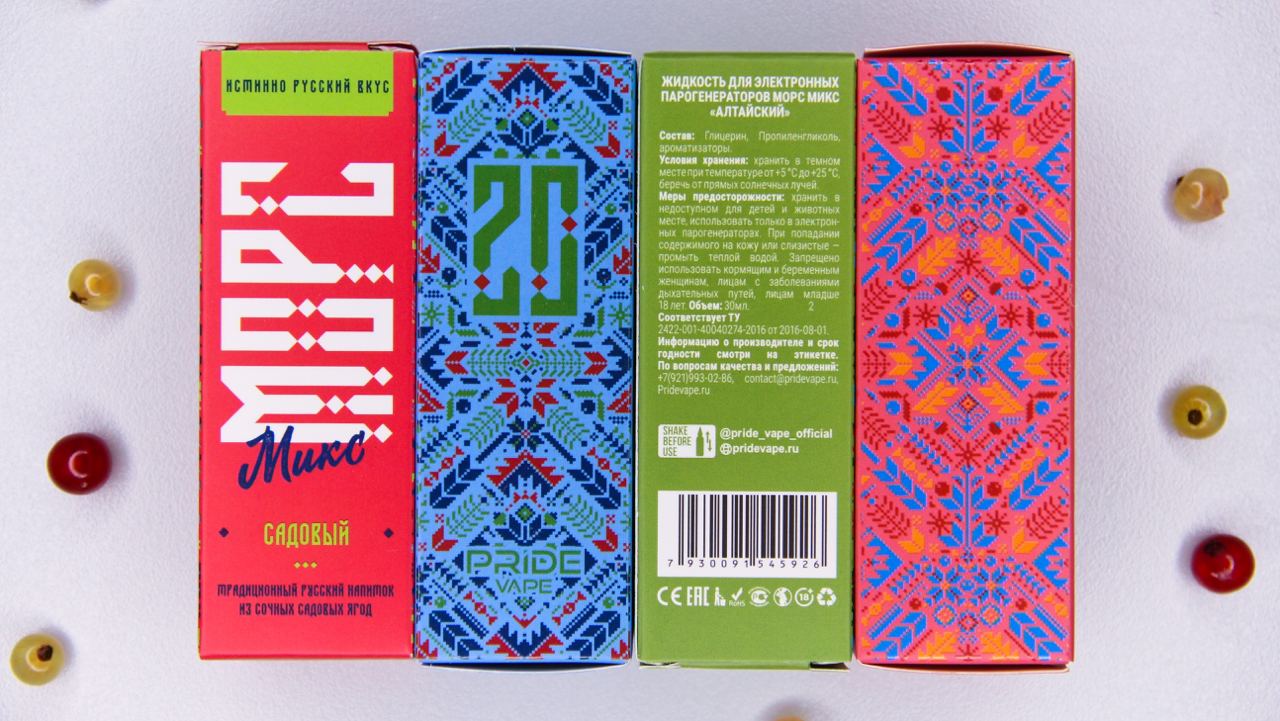 ИСТИННО РУССКИЙ ВКУС
МОРС
Микс
САДОВЫЙ
ТРАДИЦИОННЫЙ РУССКИЙ НАПИТОК
ИЗ СОЧНЫХ САДОВЫХ ЯГОД
PRIDE
VAPE
ЖИДКОСТЬ ДЛЯ ЭЛЕКТРОННЫХ
ПАРОГЕНЕРАТОРОВ МОРС МИКС
«АЛТАЙСКИЙ»
Состав: Глицерин, Пропиленгликоль,
ароматизаторы.
Условия хранения: хранить в темном
месте при температуре от +5 °C до +25 °C,
беречь от прямых солнечных лучей.
Меры предосторожности: хранить в
недоступном для детей и животных
месте, использовать только в электрон-
ных парогенераторах. При попадании
содержимого на кожу или слизистые –
промыть теплой водой. Запрещено
использовать кормящим и беременным
женщинам, лицам с заболеваниями
дыхательных путей, лицам младше
18 лет. Объем: 30мл. 2
Соответствует ТУ
2422-001-40040274-2016 от 2016-08-01.
Информацию о производителе и срок
годности смотри на этикетке.
По вопросам качества и предложений:
+7(921)993-02-86, contact@pridevape.ru,
Pridevape.ru
SHAKE
BEFORE
USE
@pride_vape_official
pridevape.ru
7 930091 545926
CE EAC RoHS 18+